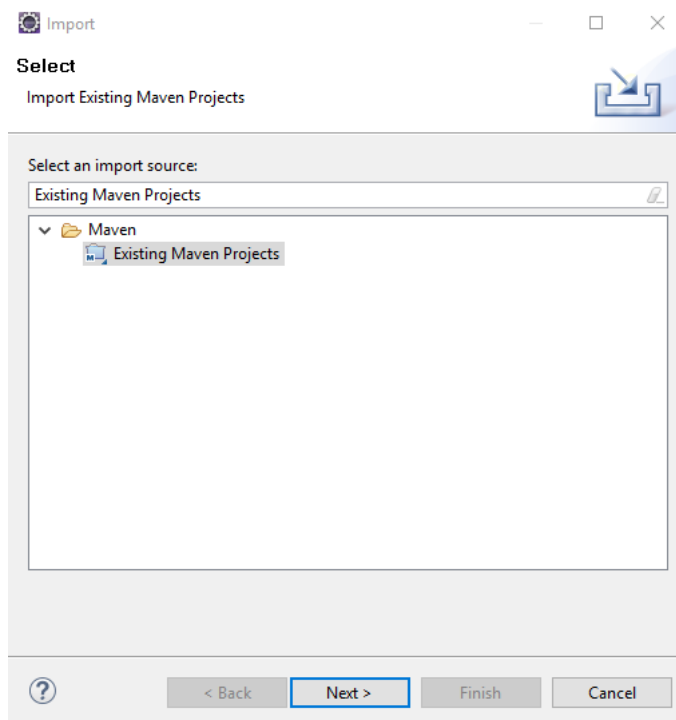 Import
Select
Import Existing Maven Projects
Select an import source:
Existing Maven Projects
Maven
Existing Maven Projects
? < Back Next > Finish Cancel